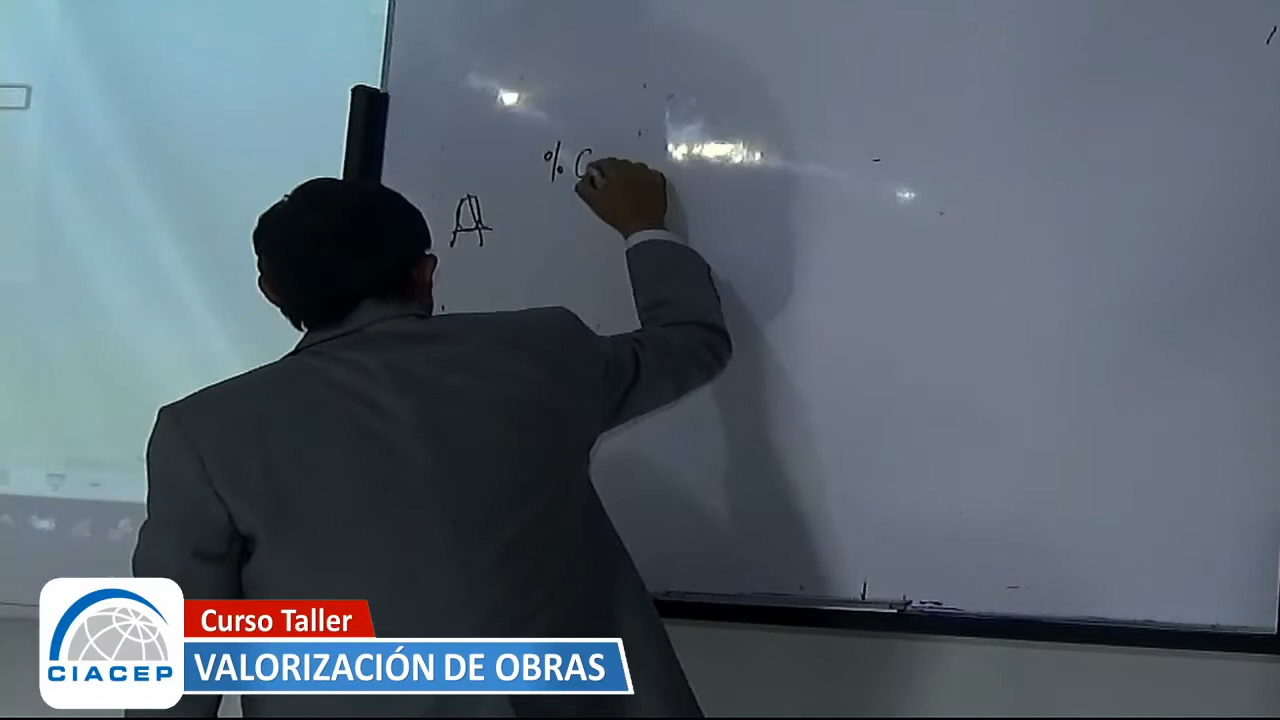 % C
A
CIACEP
Curso Taller
VALORIZACIÓN DE OBRAS